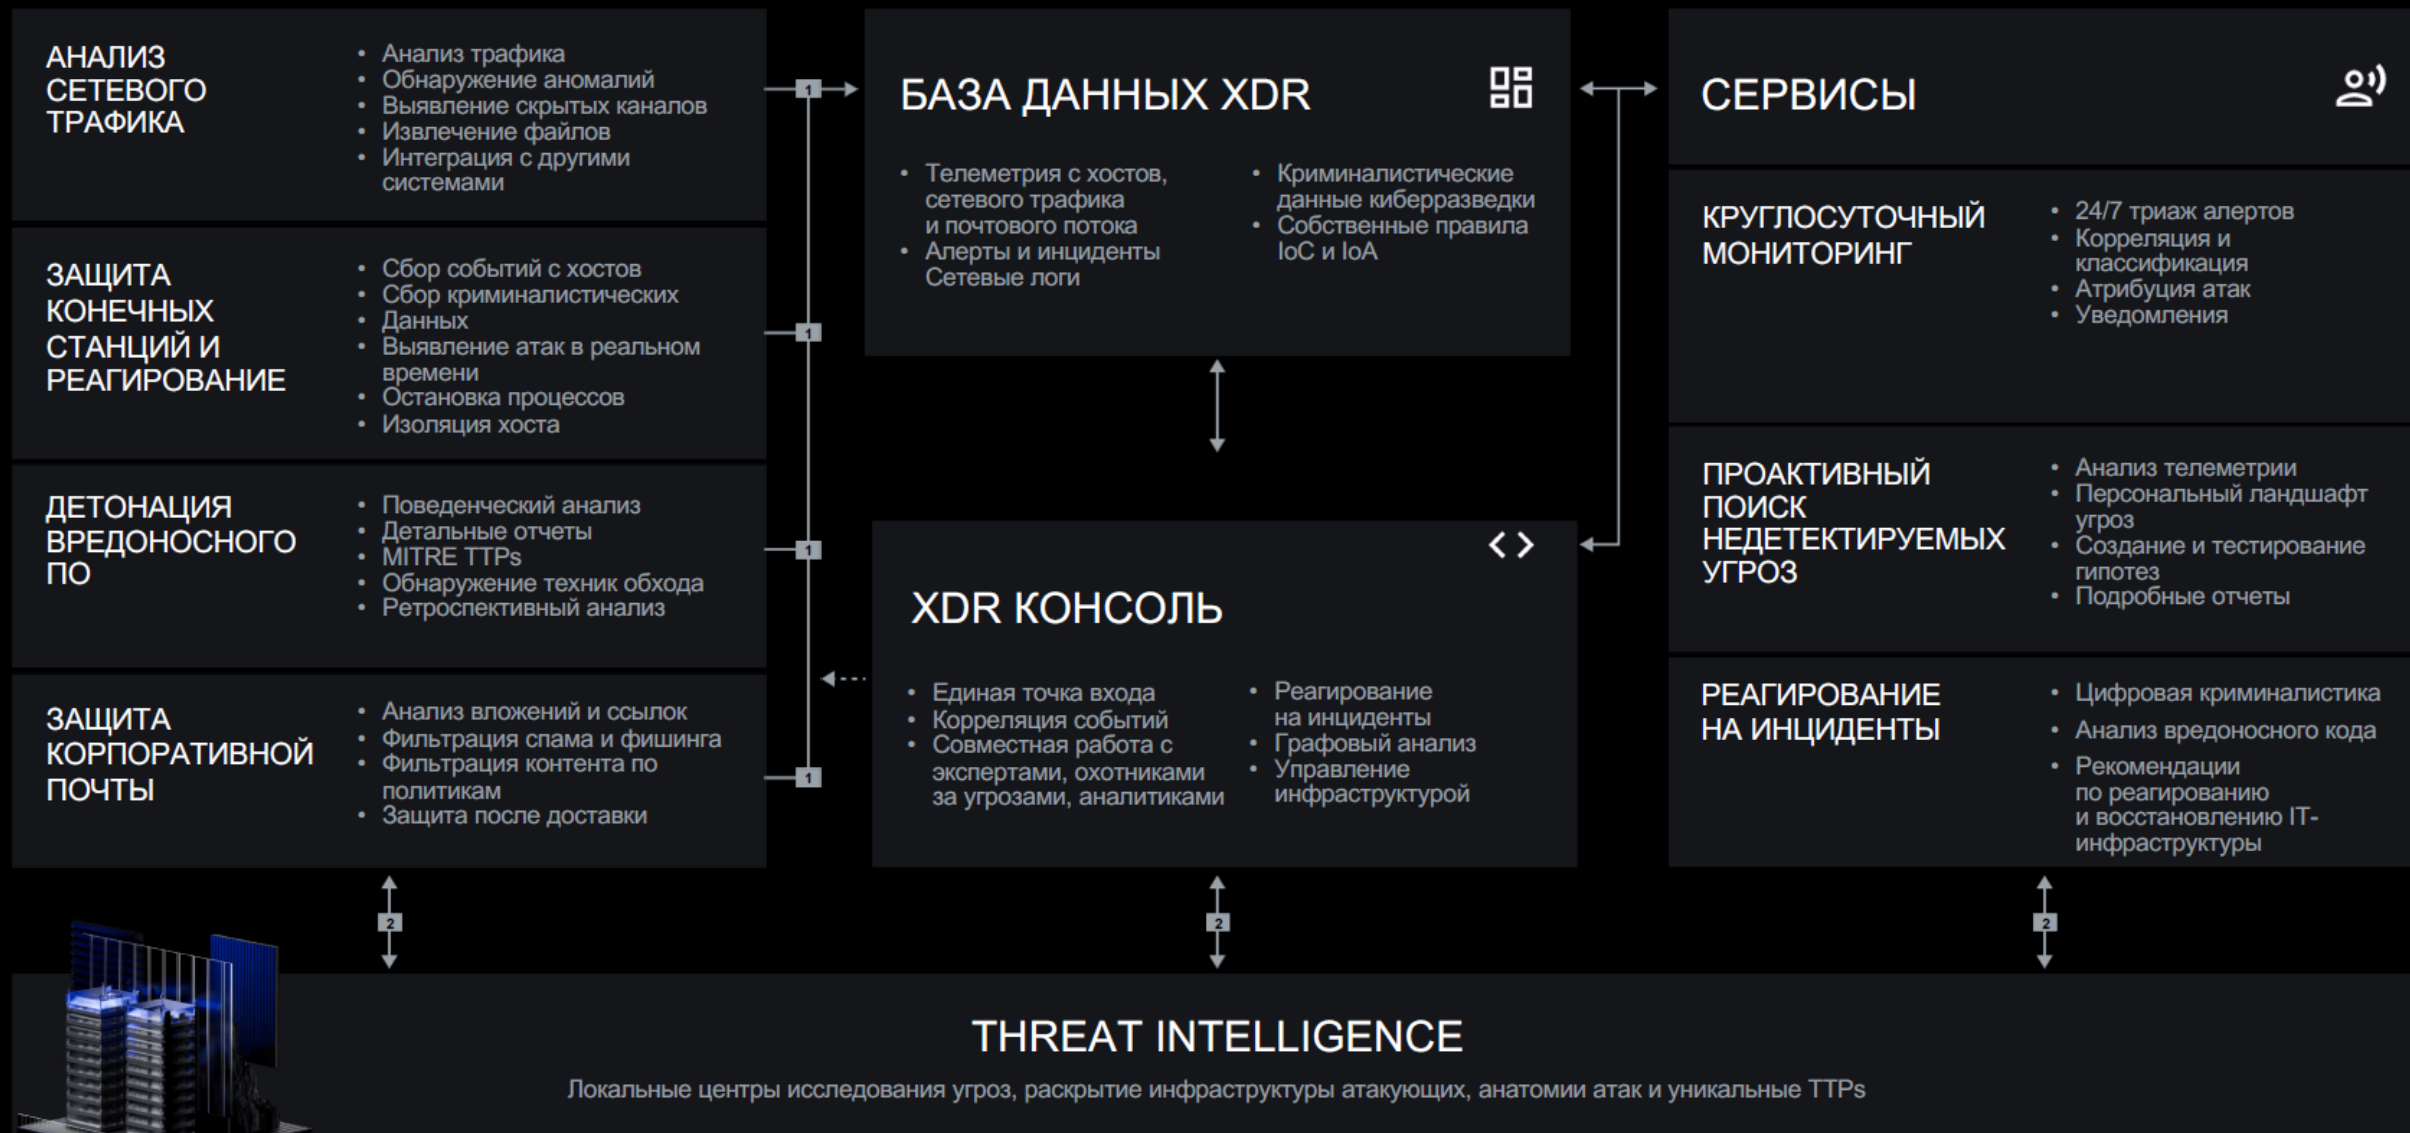 АНАЛИЗ
СЕТЕВОГО
ТРАФИКА
• Анализ трафика
• Обнаружение аномалий
• Выявление скрытых каналов
• Извлечение файлов
• Интеграция с другими
системами
ЗАЩИТА
КОНЕЧНЫХ
СТАНЦИЙ И
РЕАГИРОВАНИЕ
• Сбор событий с хостов
• Сбор криминалистических
• Данных
• Выявление атак в реальном
времени
• Остановка процессов
• Изоляция хоста
ДЕТОНАЦИЯ
ВРЕДОНОСНОГО
ПО
• Поведенческий анализ
• Детальные отчеты
• MITRE TTPs
• Обнаружение техник обхода
• Ретроспективный анализ
ЗАЩИТА
КОРПОРАТИВНОЙ
ПОЧТЫ
• Анализ вложений и ссылок
• Фильтрация спама и фишинга
• Фильтрация контента по
политикам
• Защита после доставки
1
1
1
1
БАЗА ДАННЫХ XDR
• Телеметрия с хостов,
сетевого трафика
и почтового потока
• Алерты и инциденты
Сетевые логи
• Криминалистические
данные киберразведки
• Собственные правила
IoC и IoA
XDR КОНСОЛЬ
• Единая точка входа
• Корреляция событий
• Совместная работа с
экспертами, охотниками
за угрозами, аналитиками
• Реагирование
на инциденты
• Графовый анализ
• Управление
инфраструктурой
СЕРВИСЫ
КРУГЛОСУТОЧНЫЙ
МОНИТОРИНГ
• 24/7 триаж алертов
• Корреляция и
классификация
• Атрибуция атак
• Уведомления
ПРОАКТИВНЫЙ
ПОИСК
НЕДЕТЕКТИРУЕМЫХ
УГРОЗ
• Анализ телеметрии
• Персональный ландшафт
угроз
• Создание и тестирование
гипотез
• Подробные отчеты
РЕАГИРОВАНИЕ
НА ИНЦИДЕНТЫ
• Цифровая криминалистика
• Анализ вредоносного кода
• Рекомендации
по реагированию
и восстановлению IT-
инфраструктуры
2
2
2
THREAT INTELLIGENCE
Локальные центры исследования угроз, раскрытие инфраструктуры атакующих, анатомии атак и уникальные TTPs